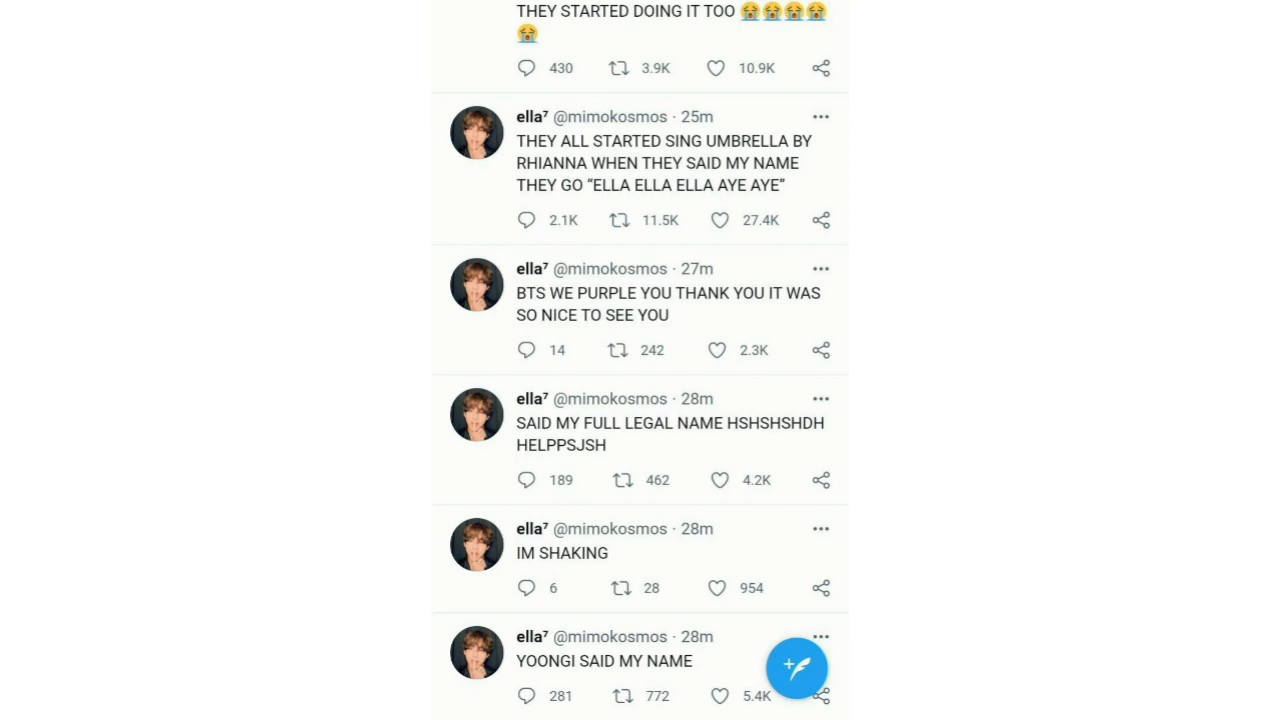 THEY STARTED DOING IT TOO 😭😭😭😭
😭
430 3.9K 10.9K
ella⁷ @mimokosmos · 25m
THEY ALL STARTED SING UMBRELLA BY
RHIANNA WHEN THEY SAID MY NAME
THEY GO “ELLA ELLA ELLA AYE AYE”
2.1K 11.5K 27.4K
ella⁷ @mimokosmos · 27m
BTS WE PURPLE YOU THANK YOU IT WAS
SO NICE TO SEE YOU
14 242 2.3K
ella⁷ @mimokosmos · 28m
SAID MY FULL LEGAL NAME HSHSHSHDH
HELPPSJSH
189 462 4.2K
ella⁷ @mimokosmos · 28m
IM SHAKING
6 28 954
ella⁷ @mimokosmos · 28m
YOONGI SAID MY NAME
281 772 5.4K